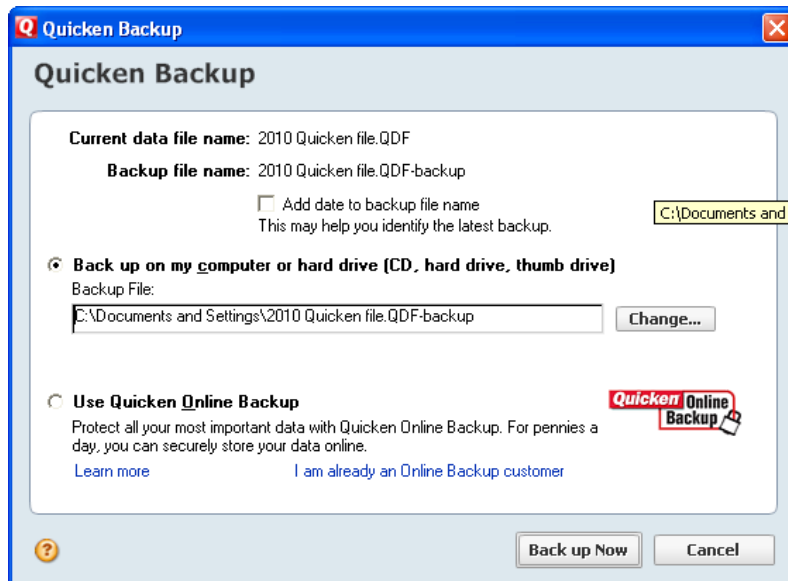 Quicken Backup
Quicken Backup
Current data file name: 2010 Quicken file.QDF
Backup file name: 2010 Quicken file.QDF-backup
Add date to backup file name
This may help you identify the latest backup.
C:\Documents and
Back up on my computer or hard drive (CD, hard drive, thumb drive)
Backup File:
C:\Documents and Settings\2010 Quicken file.QDF-backup
Change...
Use Quicken Online Backup
Quicken Online
Backup
Protect all your most important data with Quicken Online Backup. For pennies a
day, you can securely store your data online.
Learn more
I am already an Online Backup customer
?
Back up Now
Cancel